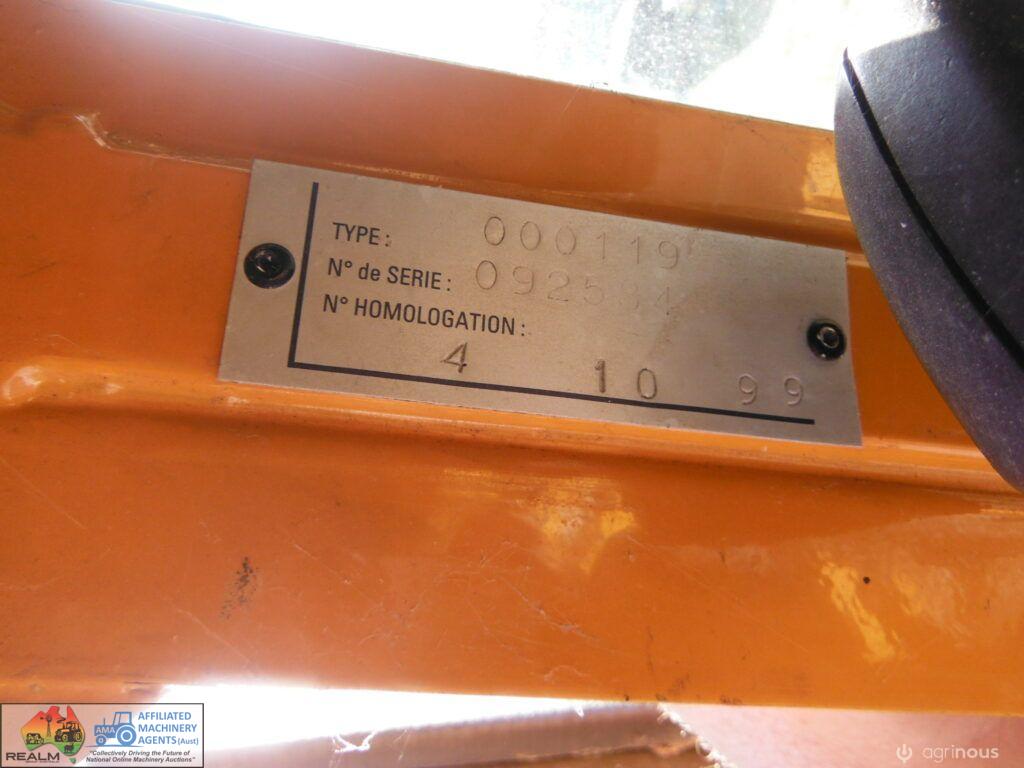 TYPE: 000119
N° de SERIE: 092584
N° HOMOLOGATION:
4 10 99
REALM
AMA
AFFILIATED
MACHINERY
AGENTS (Aust)
"Collectively Driving the Future of
National Online Machinery Auctions"
agrinous